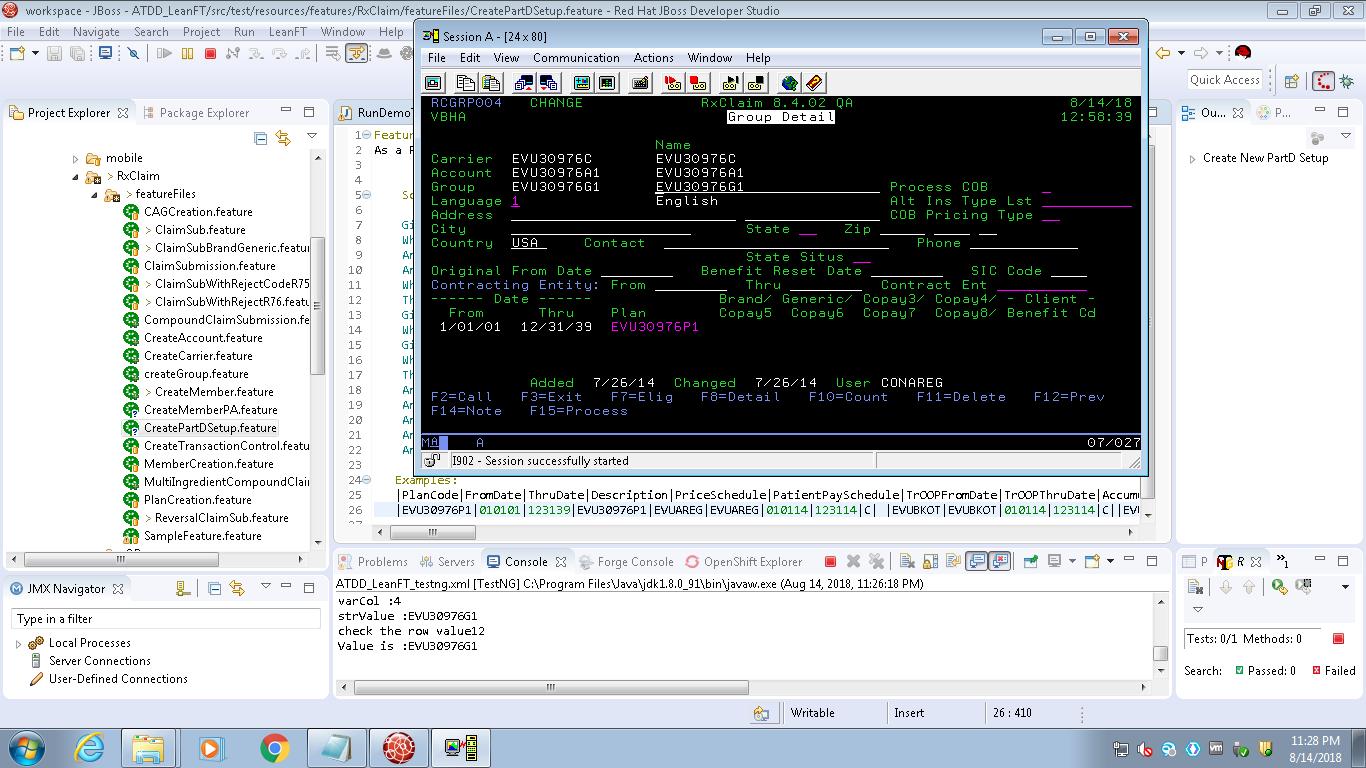 workspace - JBoss - ATDD_LeanFT/src/test/resources/features/RxClaim/featureFiles/CreatePartDSetup.feature - Red Hat JBoss Developer Studio
File Edit Navigate Search Project Run LeanFT Window Help
Quick Access
Project Explorer Package Explorer
mobile
> RxClaim
> featureFiles
CAGCreation.feature
> ClaimSub.feature
> ClaimSubBrandGeneric.featur
ClaimSubmission.feature
> ClaimSubWithRejectCodeR75
> ClaimSubWithRejectR76.featu
CompoundClaimSubmission.fe
CreateAccount.feature
CreateCarrier.feature
createGroup.feature
> CreateMember.feature
CreateMemberPA.feature
CreatePartDSetup.feature
CreateTransactionControl.featu
MemberCreation.feature
MultiIngredientCompoundClai
PlanCreation.feature
> ReversalClaimSub.feature
SampleFeature.feature
JMX Navigator
Type in a filter
Local Processes
Server Connections
User-Defined Connections
RunDemoT
1 Featur
2 As a R
3
4
5 Sc
6
7 Gi
8 Wh
9 An
10 An
11 Wh
12 Th
13 Gi
14 Wh
15 Gi
16 Wh
17 Th
18 An
19 An
20 An
21 An
22 An
24 Examples:
25 |PlanCode|FromDate|ThruDate|Description|PriceSchedule|PatientPaySchedule|TrOOPFromDate|TrOOPThruDate|Accumu
26 |EVU30976P1|010101|123139|EVU30976P1|EVUAREG|EVUAREG|010114|123114|C| |EVUBKOT|EVUBKOT|010114|123114|C||EVU
Session A - [24 x 80]
File Edit View Communication Actions Window Help
RCGRP004 CHANGE RxClaim 8.4.02 QA 8/14/18
VBHA Group Detail 12:58:39
Name
Carrier EVU30976C EVU30976C
Account EVU30976A1 EVU30976A1
Group EVU30976G1 EVU30976G1 Process COB
Language 1 English Alt Ins Type Lst
Address COB Pricing Type
City State Zip
Country USA Contact Phone
State Situs
Original From Date Benefit Reset Date SIC Code
Contracting Entity: From Thru Contract Ent
------ Date ------ Brand/ Generic/ Copay3/ Copay4/ - Client -
From Thru Plan Copay5 Copay6 Copay7 Copay8/ Benefit Cd
1/01/01 12/31/39 EVU30976P1
Added 7/26/14 Changed 7/26/14 User CONAREG
F2=Call F3=Exit F7=Elig F8=Detail F10=Count F11=Delete F12=Prev
F14=Note F15=Process
MA A 07/027
I902 - Session successfully started
Ou... P...
Create New PartD Setup
Problems Servers Console Forge Console OpenShift Explorer
ATDD_LeanFT_testng.xml [TestNG] C:\Program Files\Java\jdk1.8.0_91\bin\javaw.exe (Aug 14, 2018, 11:26:18 PM)
varCol :4
strValue :EVU30976G1
check the row value12
Value is :EVU30976G1
P R »1
Tests: 0/1 Methods: 0
Search: Passed: 0 Failed
Writable Insert 26 : 410
11:28 PM
8/14/2018